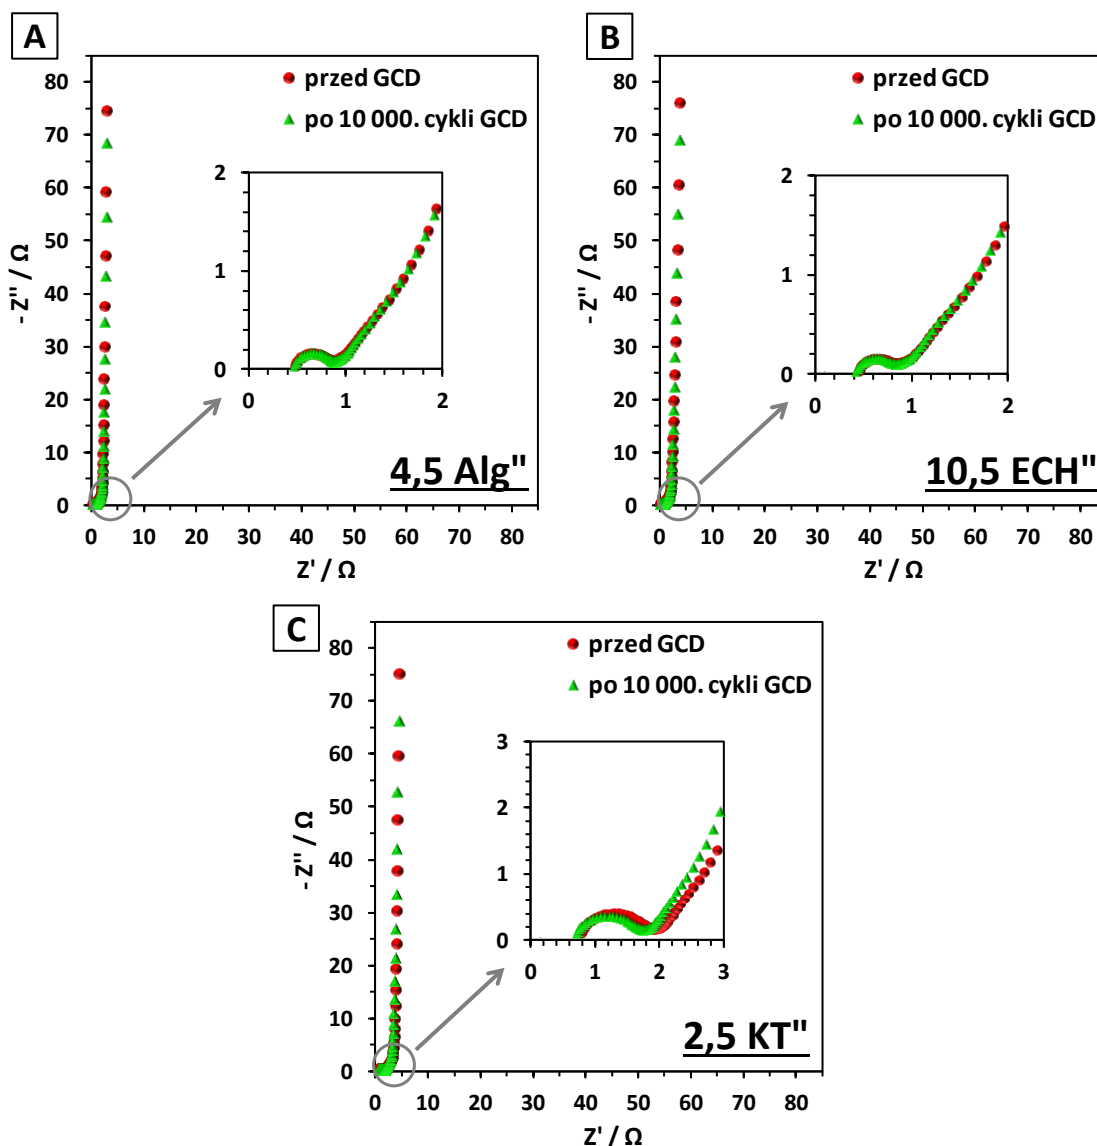 A
przed GCD
po 10 000. cykli GCD
- Z'' / Ω
80
70
60
50
40
30
20
10
0
0 10 20 30 40 50 60 70 80
Z' / Ω
2
1
0
0 1 2
4,5 Alg"
B
przed GCD
po 10 000. cykli GCD
- Z'' / Ω
80
70
60
50
40
30
20
10
0
0 10 20 30 40 50 60 70 80
Z' / Ω
2
1
0
0 1 2
10,5 ECH"
C
przed GCD
po 10 000. cykli GCD
- Z'' / Ω
80
70
60
50
40
30
20
10
0
0 10 20 30 40 50 60 70 80
Z' / Ω
3
2
1
0
0 1 2 3
2,5 KT"